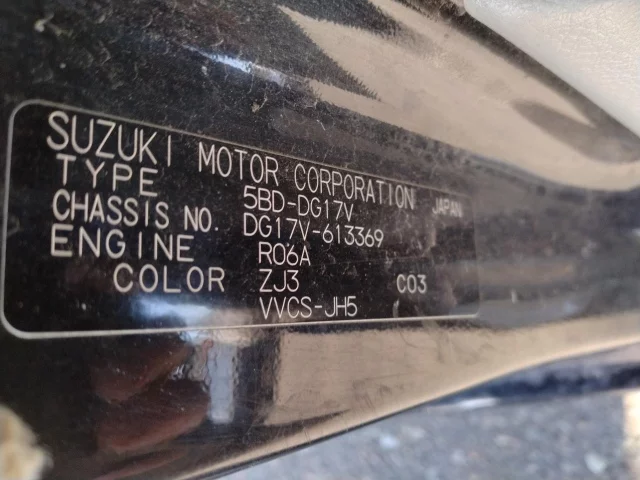 SUZUKI MOTOR CORPORATION JAPAN
TYPE 5BD-DG17V
CHASSIS NO. DG17V-613369
ENGINE R06A
COLOR ZJ3 C03
VVCS-JH5